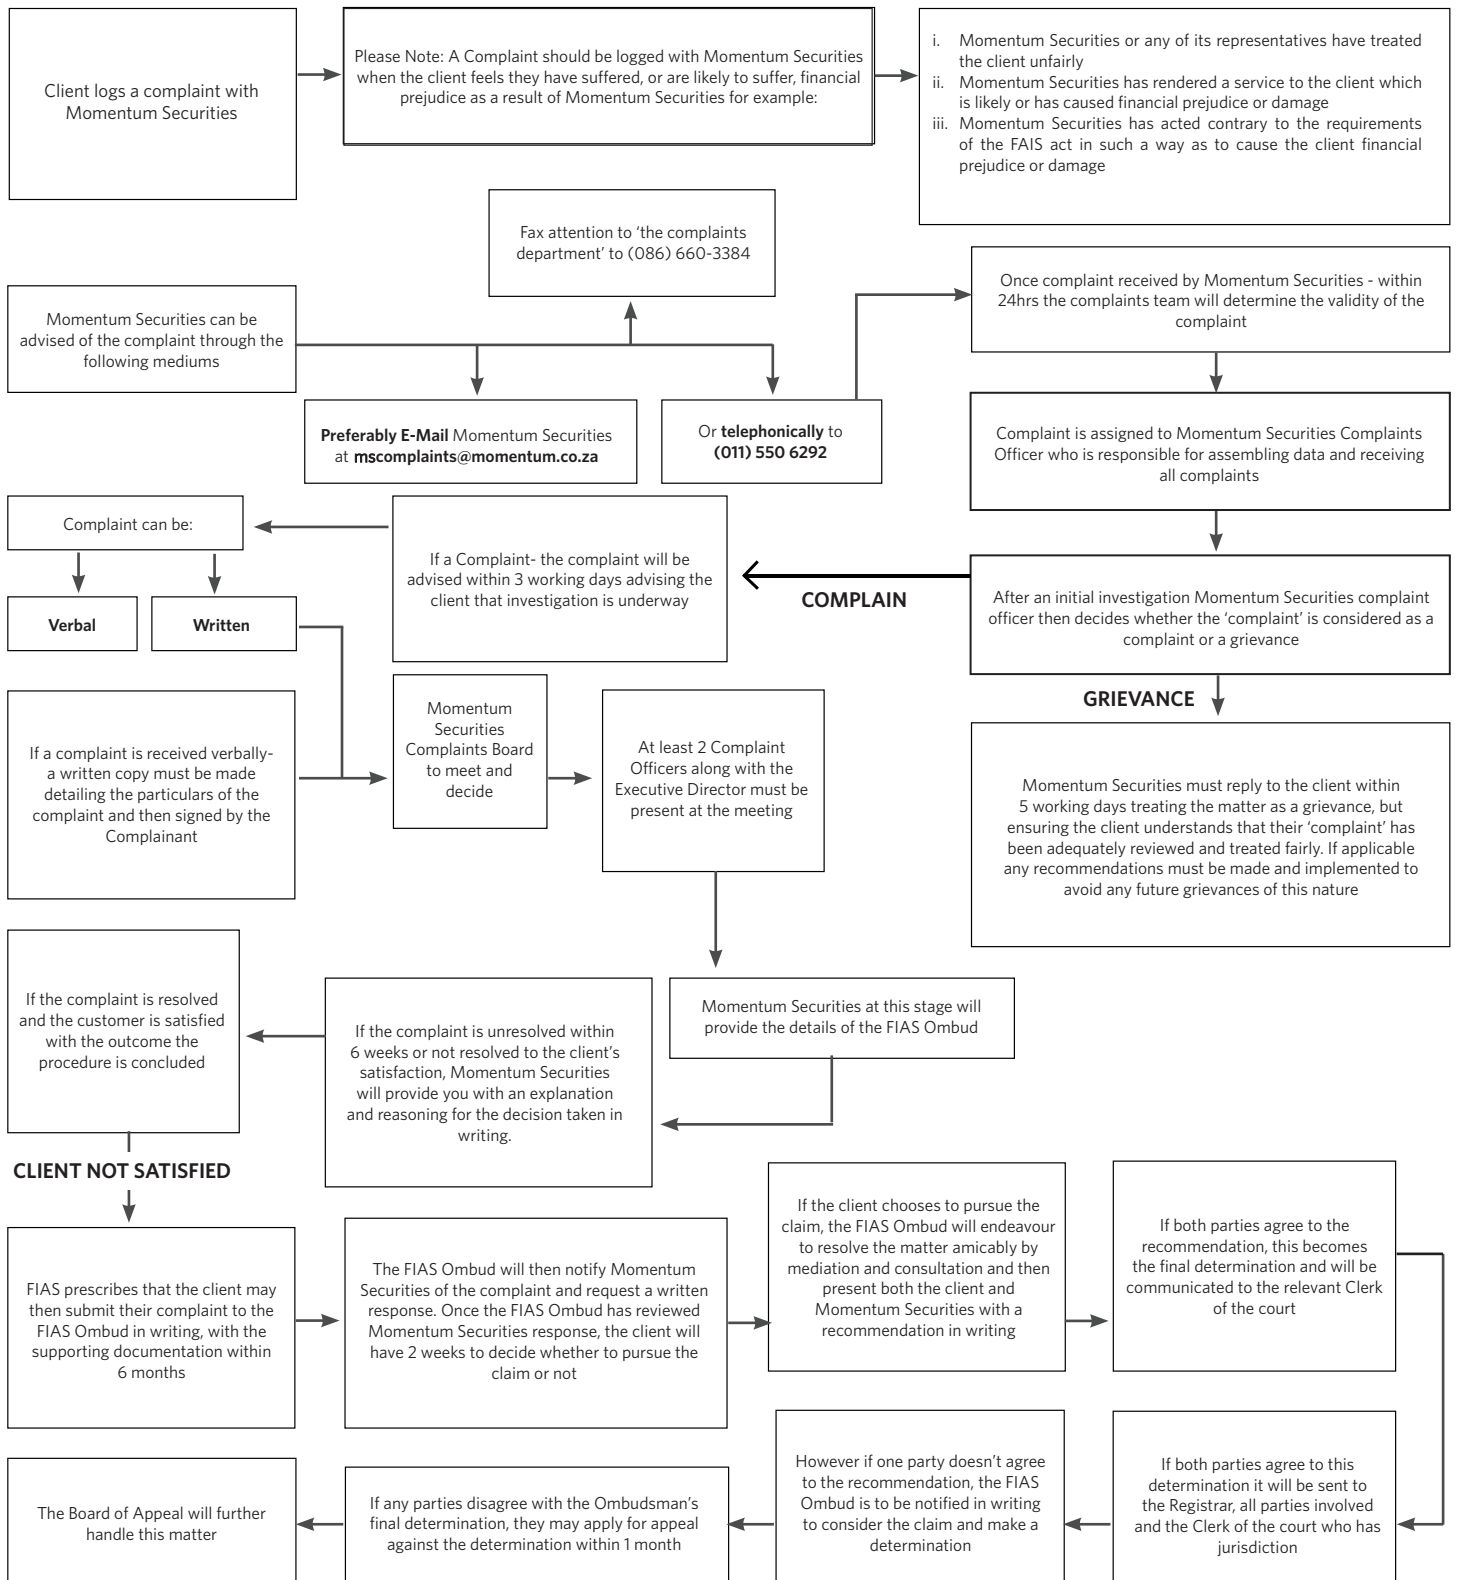 Client logs a complaint with
Momentum Securities
Please Note: A Complaint should be logged with Momentum Securities
when the client feels they have suffered, or are likely to suffer, financial
prejudice as a result of Momentum Securities for example:
i. Momentum Securities or any of its representatives have treated
the client unfairly
ii. Momentum Securities has rendered a service to the client which
is likely or has caused financial prejudice or damage
iii. Momentum Securities has acted contrary to the requirements
of the FAIS act in such a way as to cause the client financial
prejudice or damage
Fax attention to ‘the complaints
department’ to (086) 660-3384
Momentum Securities can be
advised of the complaint through the
following mediums
Preferably E-Mail Momentum Securities
at mscomplaints@momentum.co.za
Or telephonically to
(011) 550 6292
Once complaint received by Momentum Securities - within
24hrs the complaints team will determine the validity of the
complaint
Complaint is assigned to Momentum Securities Complaints
Officer who is responsible for assembling data and receiving
all complaints
After an initial investigation Momentum Securities complaint
officer then decides whether the ‘complaint’ is considered as a
complaint or a grievance
COMPLAIN
If a Complaint- the complaint will be
advised within 3 working days advising the
client that investigation is underway
Complaint can be:
Verbal
Written
GRIEVANCE
Momentum Securities must reply to the client within
5 working days treating the matter as a grievance, but
ensuring the client understands that their ‘complaint’ has
been adequately reviewed and treated fairly. If applicable
any recommendations must be made and implemented to
avoid any future grievances of this nature
If a complaint is received verbally-
a written copy must be made
detailing the particulars of the
complaint and then signed by the
Complainant
Momentum
Securities
Complaints Board
to meet and
decide
At least 2 Complaint
Officers along with the
Executive Director must be
present at the meeting
Momentum Securities at this stage will
provide the details of the FIAS Ombud
If the complaint is unresolved within
6 weeks or not resolved to the client’s
satisfaction, Momentum Securities
will provide you with an explanation
and reasoning for the decision taken in
writing.
If the complaint is resolved
and the customer is satisfied
with the outcome the
procedure is concluded
CLIENT NOT SATISFIED
FIAS prescribes that the client may
then submit their complaint to the
FIAS Ombud in writing, with the
supporting documentation within
6 months
The FIAS Ombud will then notify Momentum
Securities of the complaint and request a written
response. Once the FIAS Ombud has reviewed
Momentum Securities response, the client will
have 2 weeks to decide whether to pursue the
claim or not
If the client chooses to pursue the
claim, the FIAS Ombud will endeavour
to resolve the matter amicably by
mediation and consultation and then
present both the client and
Momentum Securities with a
recommendation in writing
If both parties agree to the
recommendation, this becomes
the final determination and will be
communicated to the relevant Clerk
of the court
If both parties agree to this
determination it will be sent to
the Registrar, all parties involved
and the Clerk of the court who has
jurisdiction
However if one party doesn’t agree
to the recommendation, the FIAS
Ombud is to be notified in writing
to consider the claim and make a
determination
If any parties disagree with the Ombudsman’s
final determination, they may apply for appeal
against the determination within 1 month
The Board of Appeal will further
handle this matter